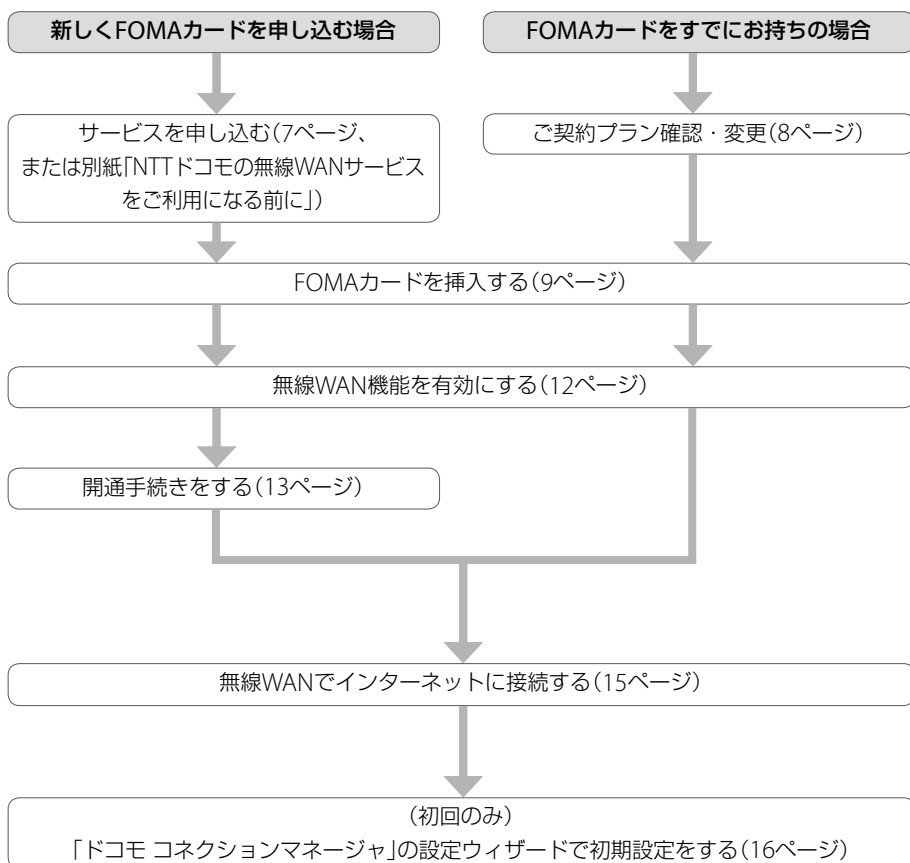 新しくFOMAカードを申し込む場合
FOMAカードをすでにお持ちの場合
サービスを申し込む(7ページ、
または別紙「NTTドコモの無線WANサービス
をご利用になる前に」)
ご契約プラン確認・変更(8ページ)
FOMAカードを挿入する(9ページ)
無線WAN機能を有効にする(12ページ)
開通手続きをする(13ページ)
無線WANでインターネットに接続する(15ページ)
(初回のみ)
「ドコモ コネクションマネージャ」の設定ウィザードで初期設定をする(16ページ)